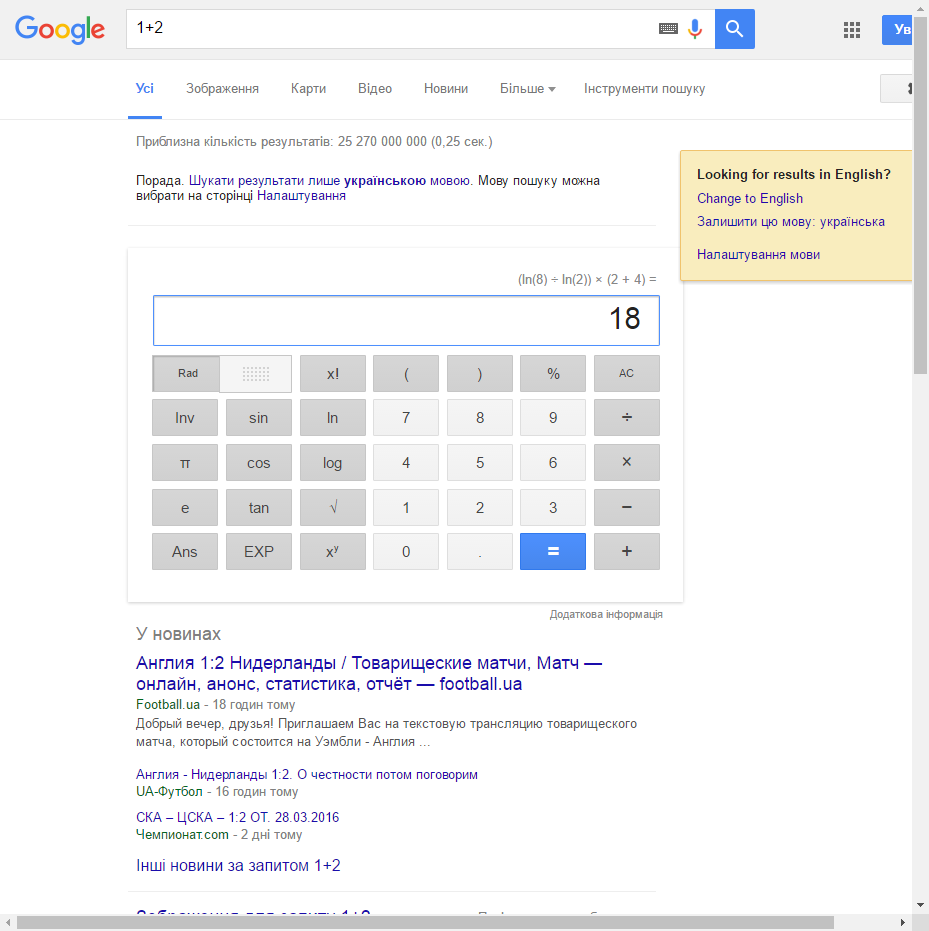 Google
1+2
Ув
Усі Зображення Карти Відео Новини Більше Інструменти пошуку
Приблизна кількість результатів: 25 270 000 000 (0,25 сек.)
Порада. Шукати результати лише українською мовою. Мову пошуку можна
вибрати на сторінці Налаштування
Looking for results in English?
Change to English
Залишити цю мову: українська
Налаштування мови
(ln(8) ÷ ln(2)) × (2 + 4) =
18
Rad x! ( ) % AC
Inv sin ln 7 8 9 ÷
π cos log 4 5 6 ×
e tan √ 1 2 3 −
Ans EXP xʸ 0 . = +
Додаткова інформація
У новинах
Англия 1:2 Нидерланды / Товарищеские матчи, Матч —
онлайн, анонс, статистика, отчёт — football.ua
Football.ua - 18 годин тому
Добрый вечер, друзья! Приглашаем Вас на текстовую трансляцию товарищеского
матча, который состоится на Уэмбли - Англия ...
Англия - Нидерланды 1:2. О честности потом поговорим
UA-Футбол - 16 годин тому
СКА – ЦСКА – 1:2 ОТ. 28.03.2016
Чемпионат.com - 2 дні тому
Інші новини за запитом 1+2
Зображення для запиту 1+2